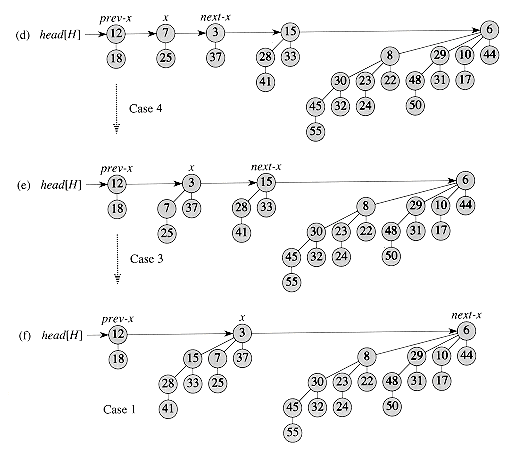 prev-x x next-x
(d) head[H] 12 7 3 15 6
18 25 37 28 33 8 29 10 44
41 30 23 22 48 31 17
45 32 24 50
55
Case 4
prev-x x next-x
(e) head[H] 12 3 15 6
18 7 37 28 33 8 29 10 44
25 41 30 23 22 48 31 17
45 32 24 50
55
Case 3
prev-x x next-x
(f) head[H] 12 3 6
18 15 7 37 8 29 10 44
28 33 25 30 23 22 48 31 17
Case 1 41 45 32 24 50
55